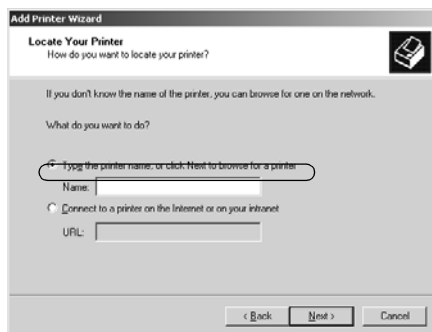 Add Printer Wizard
Locate Your Printer
How do you want to locate your printer?
If you don't know the name of the printer, you can browse for one on the network.
What do you want to do?
Type the printer name, or click Next to browse for a printer
Name:
Connect to a printer on the Internet or on your intranet
URL:
< Back Next > Cancel